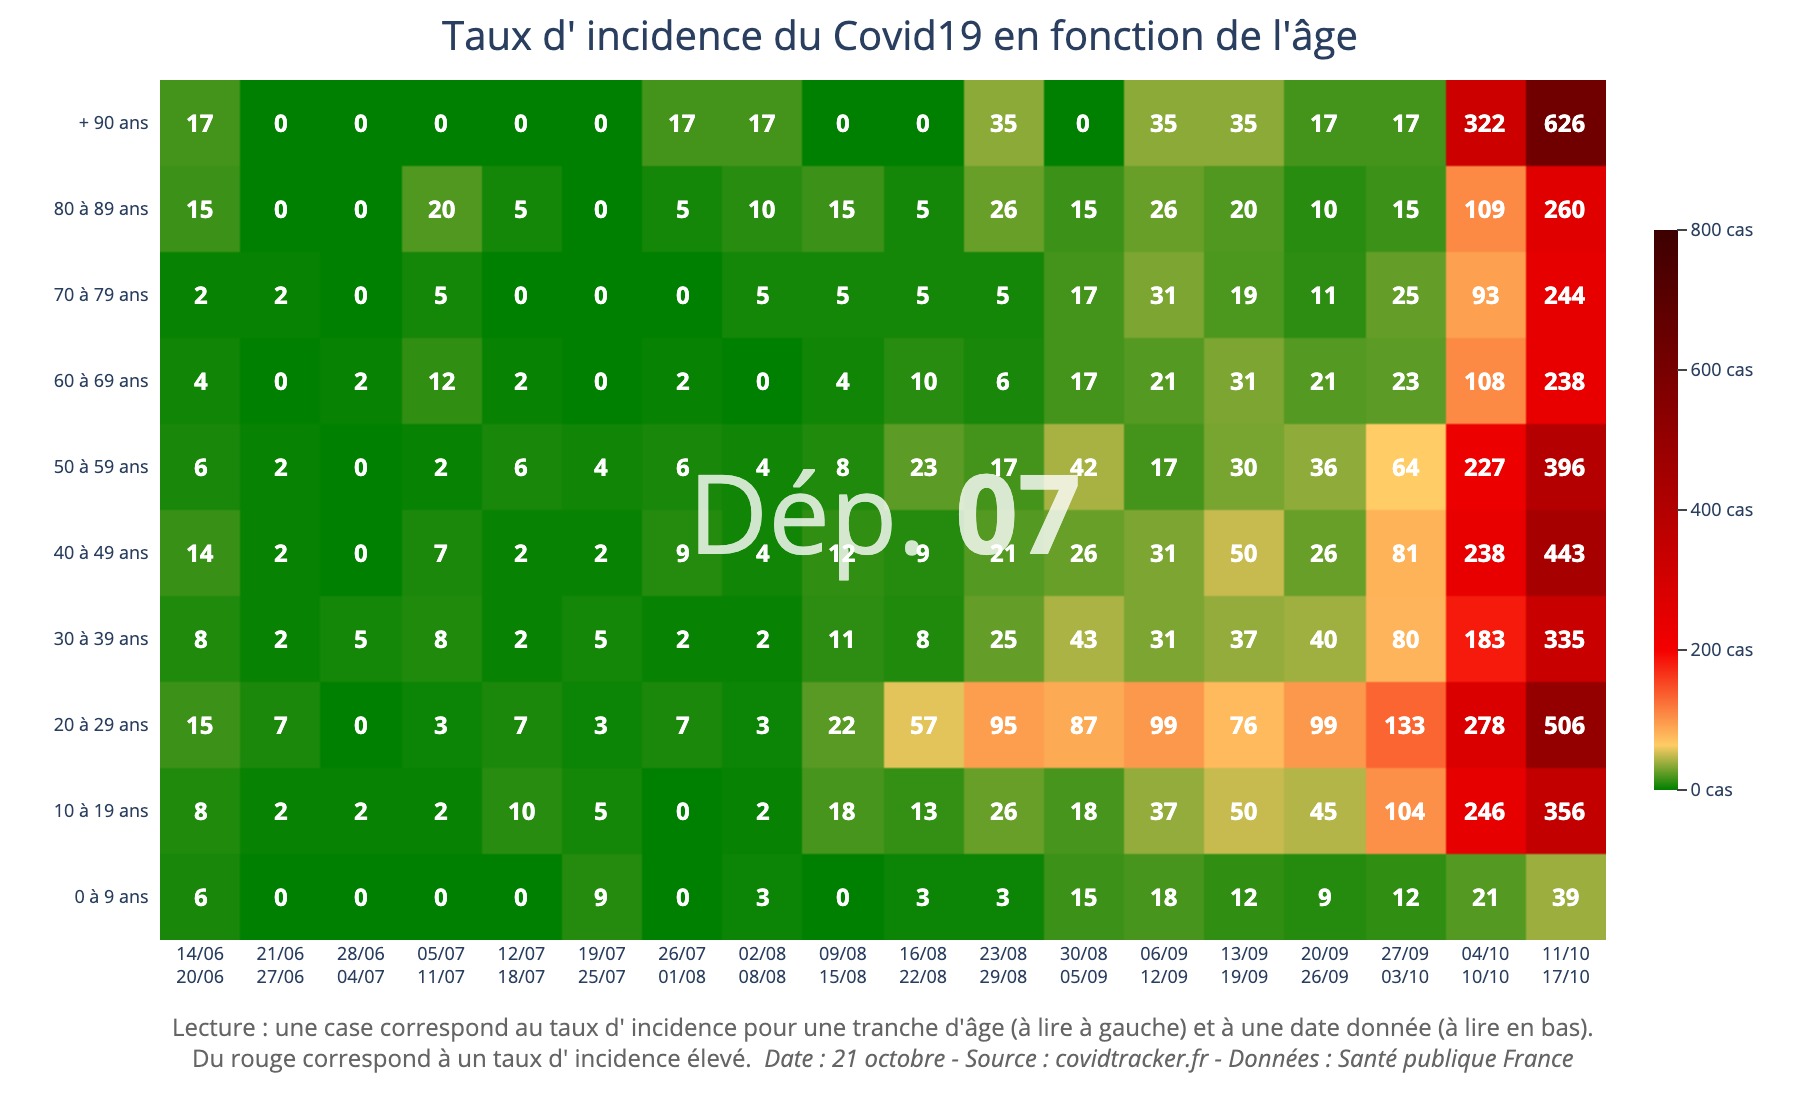 Taux d' incidence du Covid19 en fonction de l'âge
+ 90 ans 17 0 0 0 0 0 17 17 0 0 35 0 35 35 17 17 322 626
80 à 89 ans 15 0 0 20 5 0 5 10 15 5 26 15 26 20 10 15 109 260
70 à 79 ans 2 2 0 5 0 0 0 5 5 5 5 17 31 19 11 25 93 244
60 à 69 ans 4 0 2 12 2 0 2 0 4 10 6 17 21 31 21 23 108 238
50 à 59 ans 6 2 0 2 6 4 6 4 8 23 17 42 17 30 36 64 227 396
Dép. 07
40 à 49 ans 14 2 0 7 2 2 9 4 12 9 21 26 31 50 26 81 238 443
30 à 39 ans 8 2 5 8 2 5 2 2 11 8 25 43 31 37 40 80 183 335
20 à 29 ans 15 7 0 3 7 3 7 3 22 57 95 87 99 76 99 133 278 506
10 à 19 ans 8 2 2 2 10 5 0 2 18 13 26 18 37 50 45 104 246 356
0 à 9 ans 6 0 0 0 0 9 0 3 0 3 3 15 18 12 9 12 21 39
14/06 21/06 28/06 05/07 12/07 19/07 26/07 02/08 09/08 16/08 23/08 30/08 06/09 13/09 20/09 27/09 04/10 11/10
20/06 27/06 04/07 11/07 18/07 25/07 01/08 08/08 15/08 22/08 29/08 05/09 12/09 19/09 26/09 03/10 10/10 17/10
800 cas
600 cas
400 cas
200 cas
0 cas
Lecture : une case correspond au taux d' incidence pour une tranche d'âge (à lire à gauche) et à une date donnée (à lire en bas).
Du rouge correspond à un taux d' incidence élevé. Date : 21 octobre - Source : covidtracker.fr - Données : Santé publique France